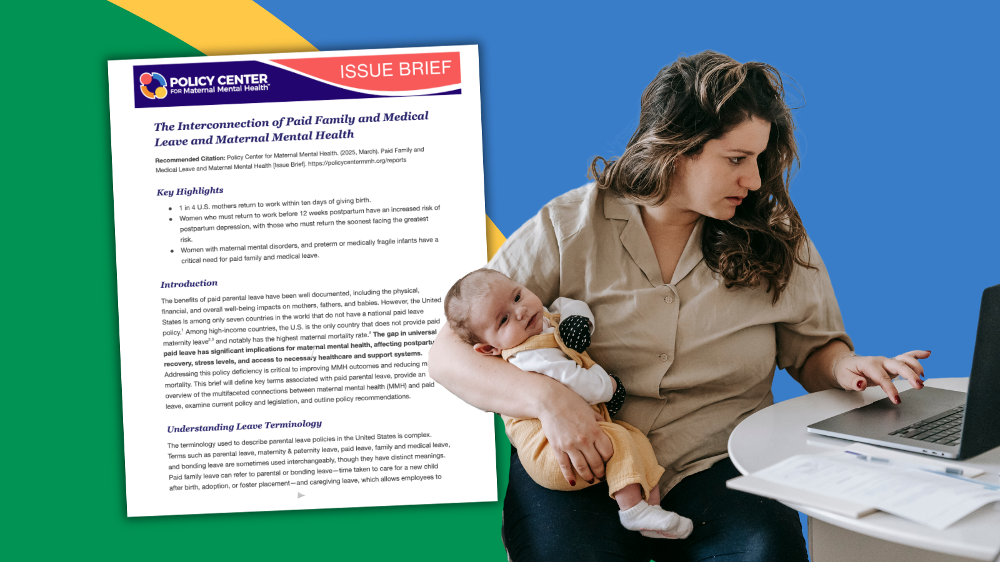 POLICY CENTER
FOR Maternal Mental Health™
ISSUE BRIEF
The Interconnection of Paid Family and Medical
Leave and Maternal Mental Health
Recommended Citation: Policy Center for Maternal Mental Health. (2025, March). Paid Family and
Medical Leave and Maternal Mental Health [Issue Brief]. https://policycentermmh.org/reports
Key Highlights
● 1 in 4 U.S. mothers return to work within ten days of giving birth.
● Women who must return to work before 12 weeks postpartum have an increased risk of
postpartum depression, with those who must return the soonest facing the greatest
risk.
● Women with maternal mental disorders, and preterm or medically fragile infants have a
critical need for paid family and medical leave.
Introduction
The benefits of paid parental leave have been well documented, including the physical,
financial, and overall well-being impacts on mothers, fathers, and babies. However, the United
States is among only seven countries in the world that do not have a national paid leave
policy.¹ Among high-income countries, the U.S. is the only country that does not provide paid
maternity leave²,³ and notably has the highest maternal mortality rate.⁴ The gap in universal
paid leave has significant implications for maternal mental health, affecting
recovery, stress levels, and access to necessary healthcare and support systems.
Addressing this policy deficiency is critical to improving MMH outcomes and reducing
mortality. This brief will define key terms associated with paid parental leave, provide an
overview of the multifaceted connections between maternal mental health (MMH) and paid
leave, examine current policy and legislation, and outline policy recommendations.
Understanding Leave Terminology
The terminology used to describe parental leave policies in the United States is complex.
Terms such as parental leave, maternity & paternity leave, paid leave, family and medical leave,
and bonding leave are sometimes used interchangeably, though they have distinct meanings.
Paid family leave can refer to parental or bonding leave—time taken to care for a new child
after birth, adoption, or foster placement—and caregiving leave, which allows employees to